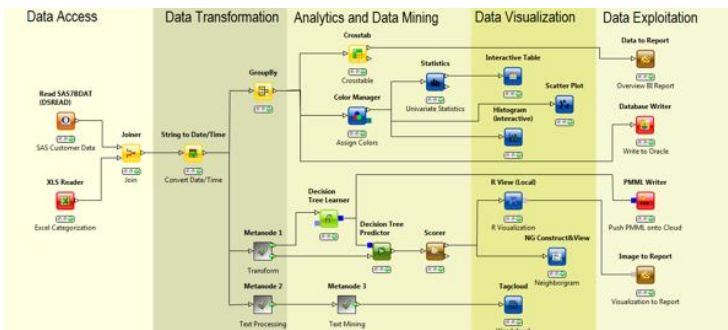 Data Access
Data Transformation
Analytics and Data Mining
Data Visualization
Data Exploitation
Crosstab
Crosstable
Data to Report
Overview BI Report
Statistics
Univariate Statistics
Interactive Table
GroupBy
Color Manager
Assign Colors
Scatter Plot
Histogram
(Interactive)
Database Writer
Write to Oracle
Read SAS7BDAT
(DSREAD)
SAS Customer Data
Joiner
Join
String to Date/Time
Convert Date/Time
XLS Reader
Excel Categorization
Decision
Tree Learner
Decision Tree
Predictor
Scorer
R View (Local)
R Visualization
PMML Writer
Push PMML onto Cloud
Metanode 1
Transform
NG Construct&View
Neighborgram
Image to Report
Visualization to Report
Metanode 2
Text Processing
Metanode 3
Text Mining
Tagcloud